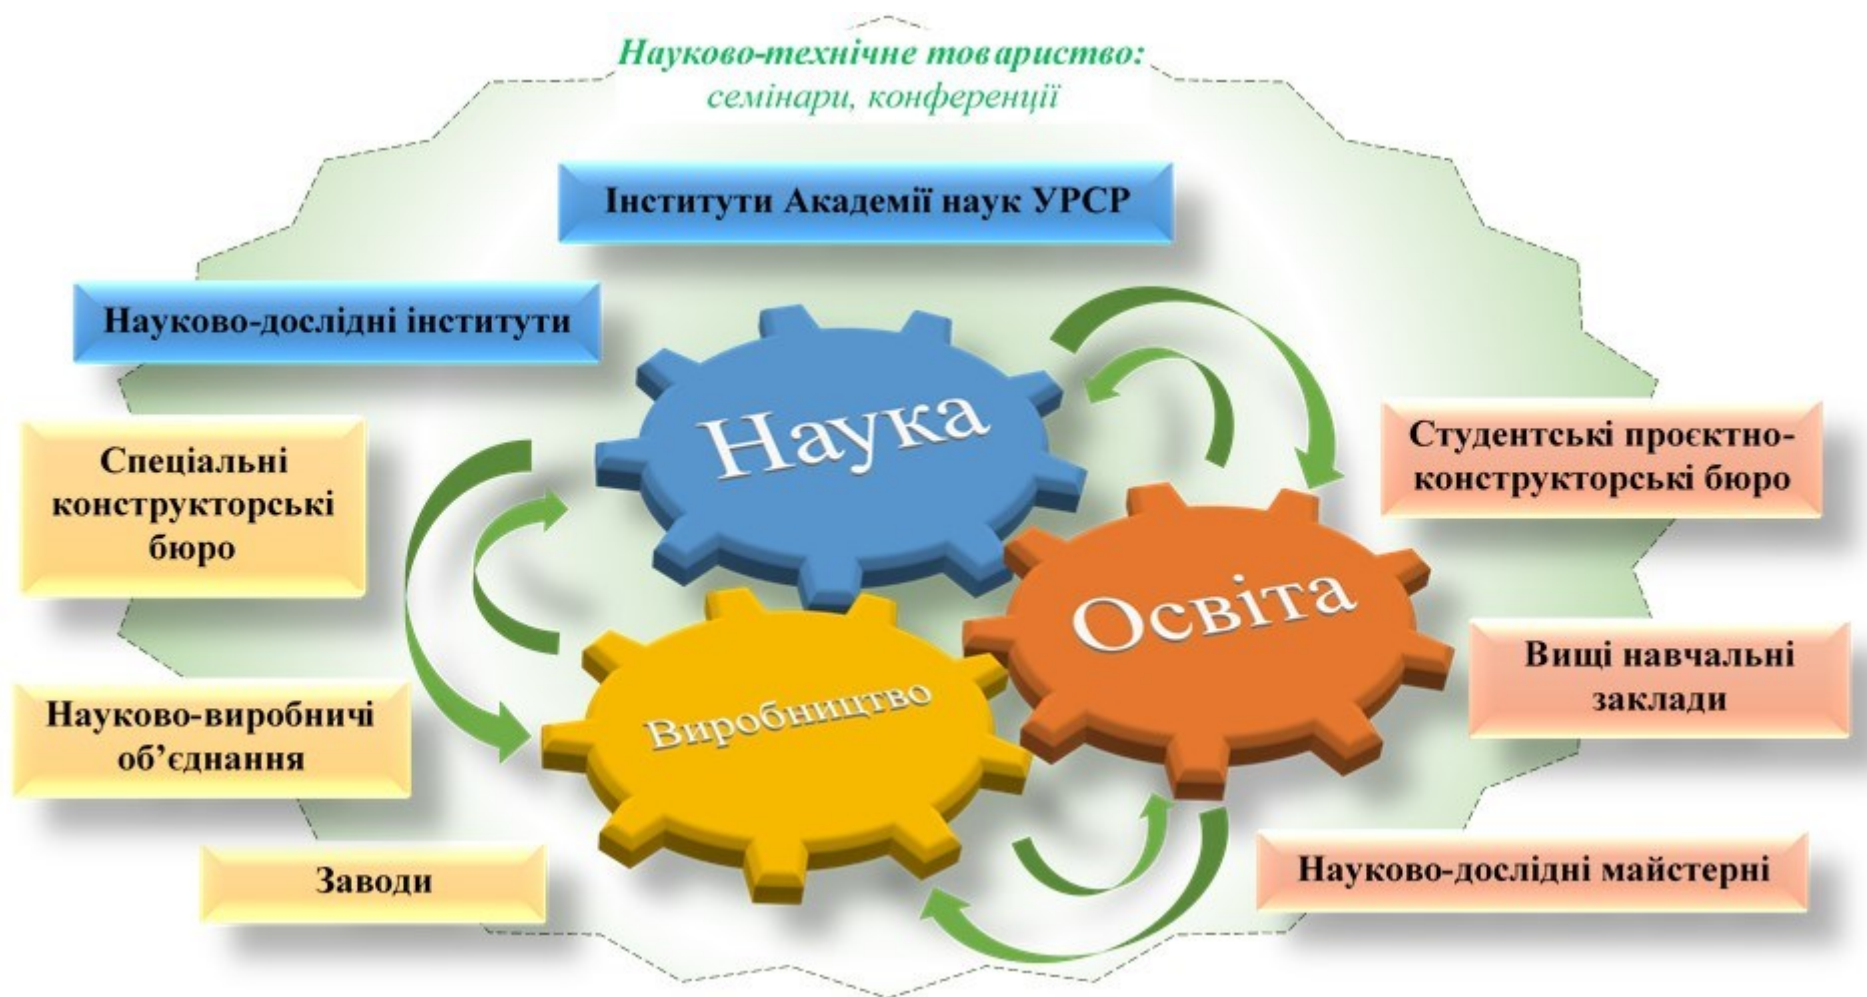 Науково-технічне товариство:
семінари, конференції
Інститути Академії наук УРСР
Науково-дослідні інститути
Наука
Спеціальні
конструкторські
бюро
Студентські проєктно-
конструкторські бюро
Освіта
Вищі навчальні
заклади
Науково-виробничі
об’єднання
Виробництво
Заводи
Науково-дослідні майстерні